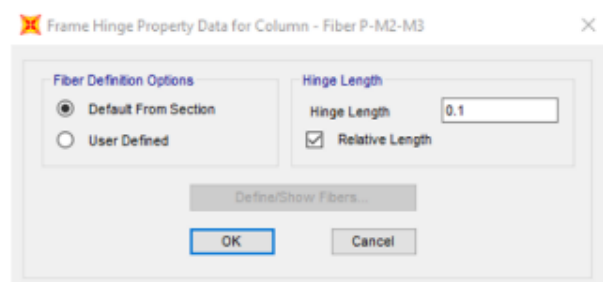 Frame Hinge Property Data for Column - Fiber P-M2-M3
Fiber Definition Options
Default From Section
User Defined
Hinge Length
Hinge Length 0.1
Relative Length
Define/Show Fibers...
OK Cancel